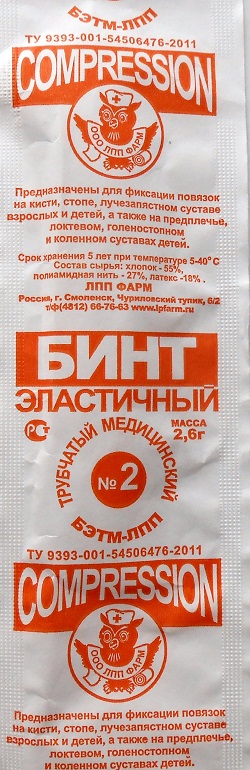 БЭТМ-ЛПП
ТУ 9393-001-54506476-2011
COMPRESSION
ООО ЛПП ФАРМ
Предназначены для фиксации повязок
на кисти, стопе, лучезапястном суставе
взрослых и детей, а также на предплечье,
локтевом, голеностопном
и коленном суставах детей.
Срок хранения 5 лет при температуре 5-40°С
Состав сырья: хлопок - 55%,
полиамидная нить - 27%, латекс -18% .
ЛПП ФАРМ
Россия, г. Смоленск, Чуриловский тупик, 6/2
т/ф(4812) 66-76-63 www.lpfarm.ru
БИНТ
ЭЛАСТИЧНЫЙ
ТРУБЧАТЫЙ МЕДИЦИНСКИЙ
МАССА
2,6г
РСТ
№ 2
БЭТМ-ЛПП
ТУ 9393-001-54506476-2011
COMPRESSION
ООО ЛПП ФАРМ
Предназначены для фиксации повязок
на кисти, стопе, лучезапястном суставе
взрослых и детей, а также на предплечье,
локтевом, голеностопном
и коленном суставах детей.